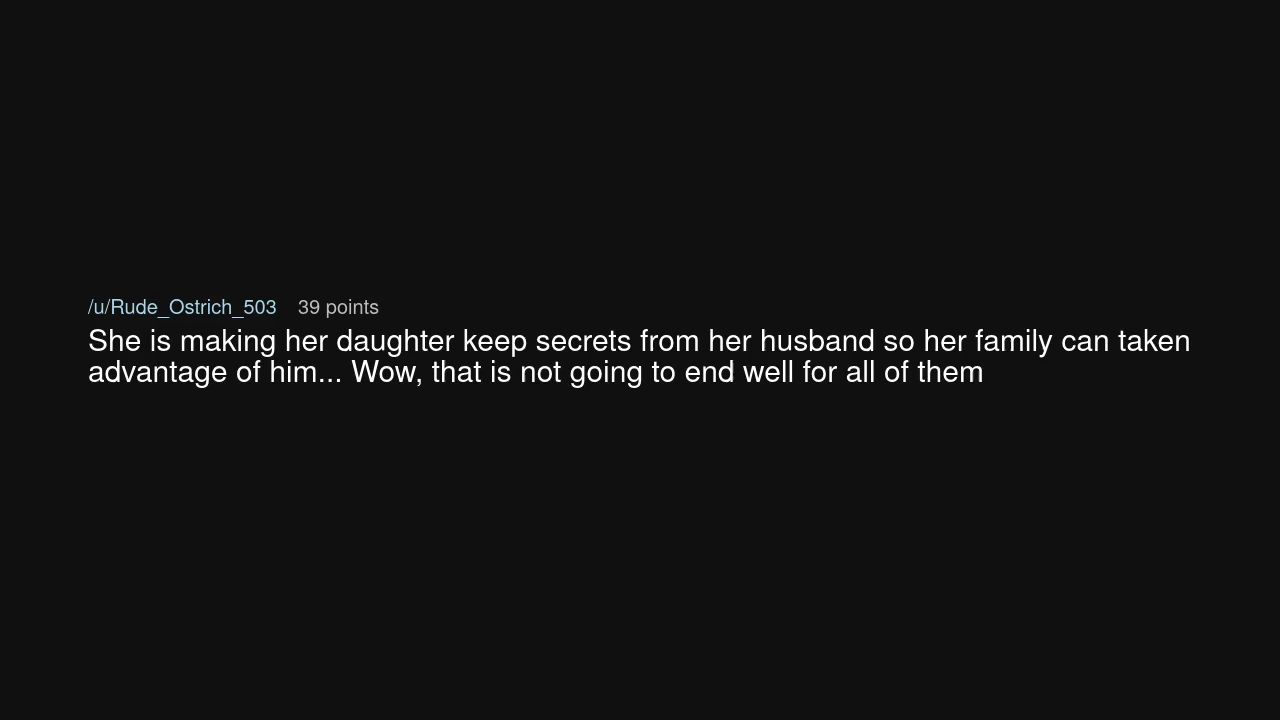 /u/Rude_Ostrich_503 39 points
She is making her daughter keep secrets from her husband so her family can taken
advantage of him... Wow, that is not going to end well for all of them